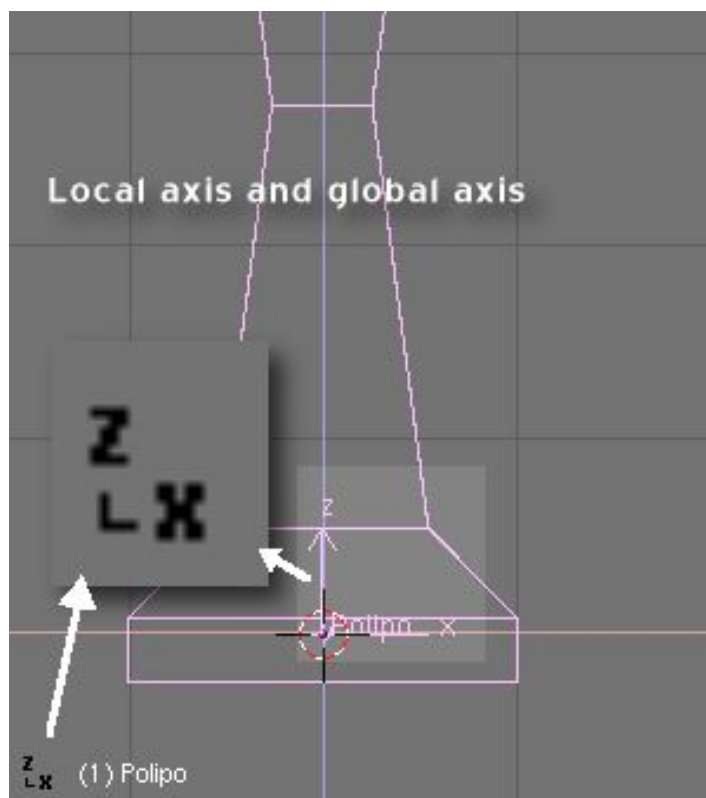 Local axis and global axis
Z
X
z
Polipo x
Z
X (1) Polipo